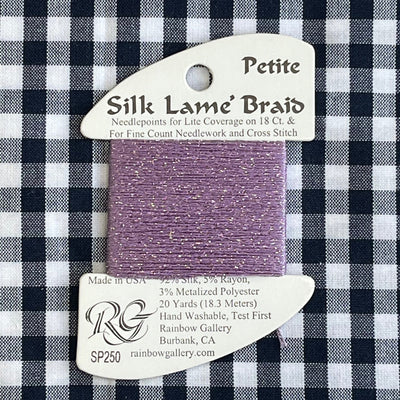 Petite
Silk Lamé Braid
Needlepoints for Lite Coverage on 18 Ct. &
For Fine Count Needlework and Cross Stitch
Made in USA 92% Silk, 5% Rayon,
3% Metalized Polyester
20 Yards (18.3 Meters)
Hand Washable, Test First
Rainbow Gallery
Burbank, CA
RG
SP250 rainbowgallery.com